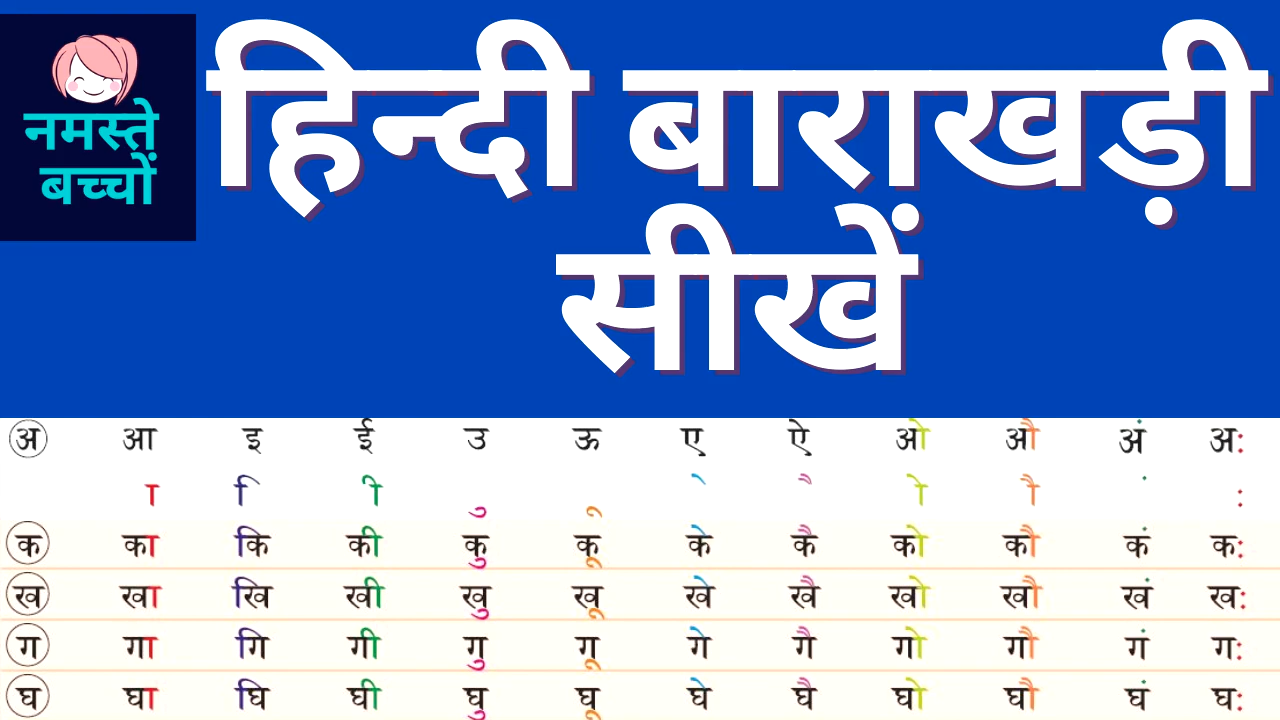 नमस्ते
बच्चों
हिन्दी बाराखड़ी
सीखें
अ आ इ ई उ ऊ ए ऐ ओ औ अं अः
ा ि ी ु ू े ै ो ौ ं ः
क का कि की कु कू के कै को कौ कं कः
ख खा खि खी खु खू खे खै खो खौ खं खः
ग गा गि गी गु गू गे गै गो गौ गं गः
घ घा घि घी घु घू घे घै घो घौ घं घः